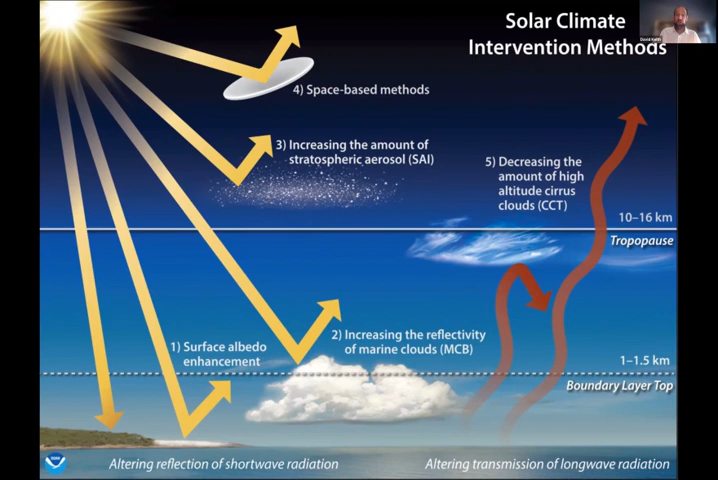 Solar Climate
Intervention Methods
David Keith
4) Space-based methods
3) Increasing the amount of
stratospheric aerosol (SAI)
5) Decreasing the
amount of high
altitude cirrus
clouds (CCT)
10–16 km
Tropopause
1) Surface albedo
enhancement
2) Increasing the reflectivity
of marine clouds (MCB)
1–1.5 km
Boundary Layer Top
Altering reflection of shortwave radiation
Altering transmission of longwave radiation